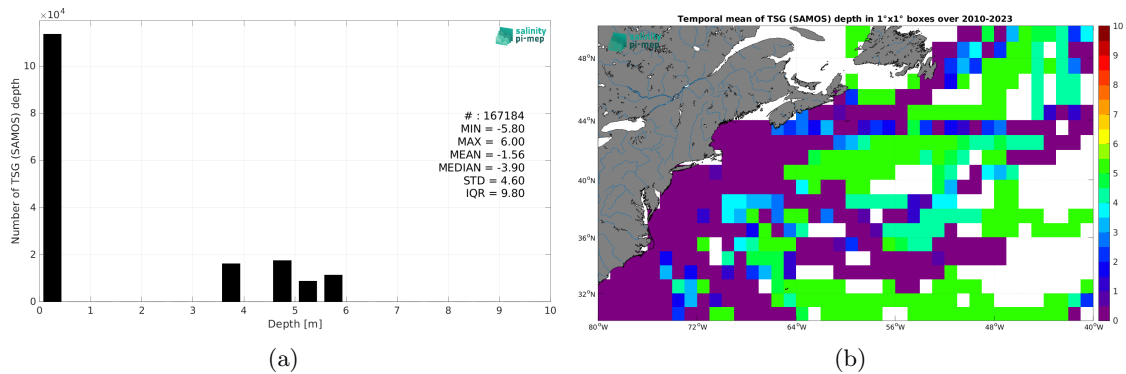 ×10⁴
10
8
6
4
2
0
0 1 2 3 4 5 6 7 8 9 10
Depth [m]
Number of TSG (SAMOS) depth
salinity
pi-mep
# : 167184
MIN = -5.80
MAX = 6.00
MEAN = -1.56
MEDIAN = -3.90
STD = 4.60
IQR = 9.80
(a)
Temporal mean of TSG (SAMOS) depth in 1°x1° boxes over 2010-2023
salinity
pi-mep
48°N
44°N
40°N
36°N
32°N
80°W 72°W 64°W 56°W 48°W 40°W
10
9
8
7
6
5
4
3
2
1
0
(b)